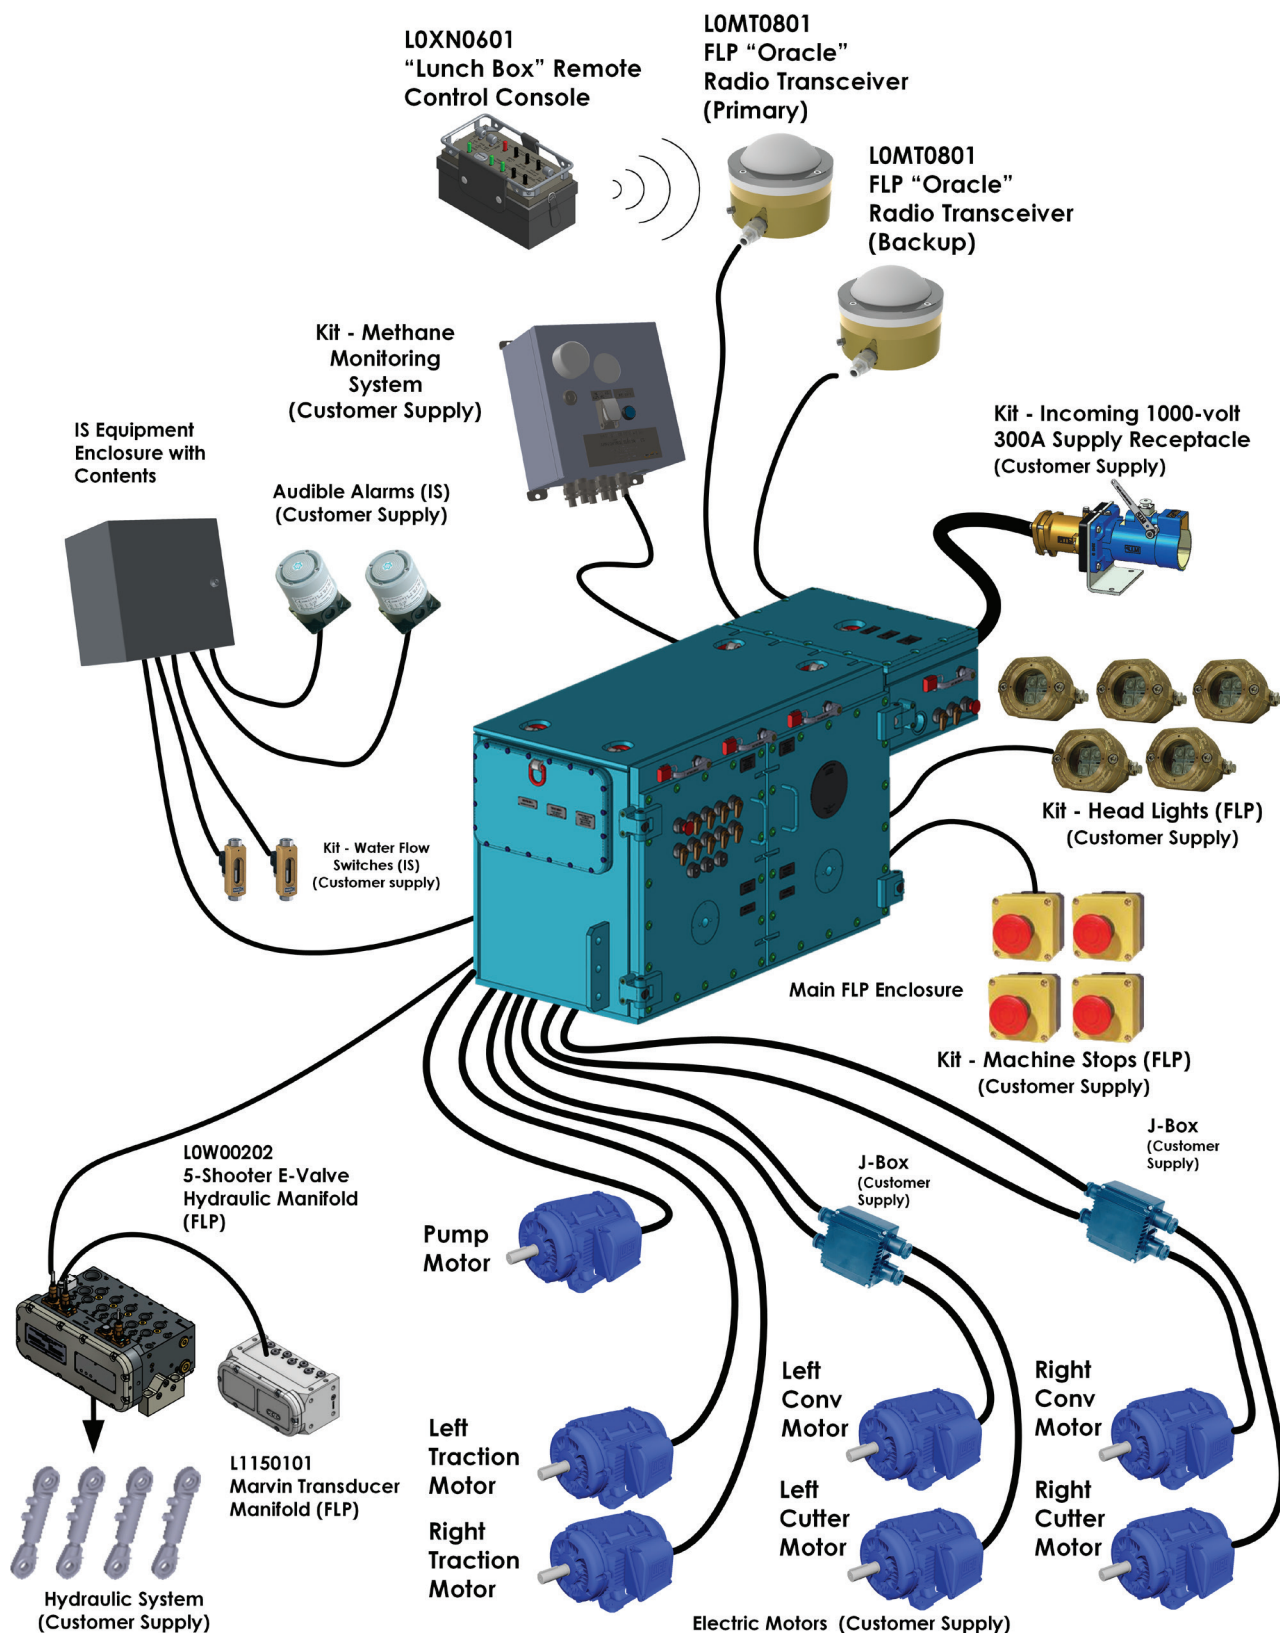 L0XN0601
“Lunch Box” Remote
Control Console
L0MT0801
FLP “Oracle”
Radio Transceiver
(Primary)
L0MT0801
FLP “Oracle”
Radio Transceiver
(Backup)
Kit - Methane
Monitoring
System
(Customer Supply)
Kit - Incoming 1000-volt
300A Supply Receptacle
(Customer Supply)
IS Equipment
Enclosure with
Contents
Audible Alarms (IS)
(Customer Supply)
Kit - Head Lights (FLP)
(Customer Supply)
Kit - Water Flow
Switches (IS)
(Customer supply)
Main FLP Enclosure
Kit - Machine Stops (FLP)
(Customer Supply)
L0W00202
5-Shooter E-Valve
Hydraulic Manifold
(FLP)
J-Box
(Customer
Supply)
J-Box
(Customer
Supply)
Pump
Motor
Left
Traction
Motor
Right
Traction
Motor
Left
Conv
Motor
Left
Cutter
Motor
Right
Conv
Motor
Right
Cutter
Motor
L1150101
Marvin Transducer
Manifold (FLP)
Hydraulic System
(Customer Supply)
Electric Motors (Customer Supply)